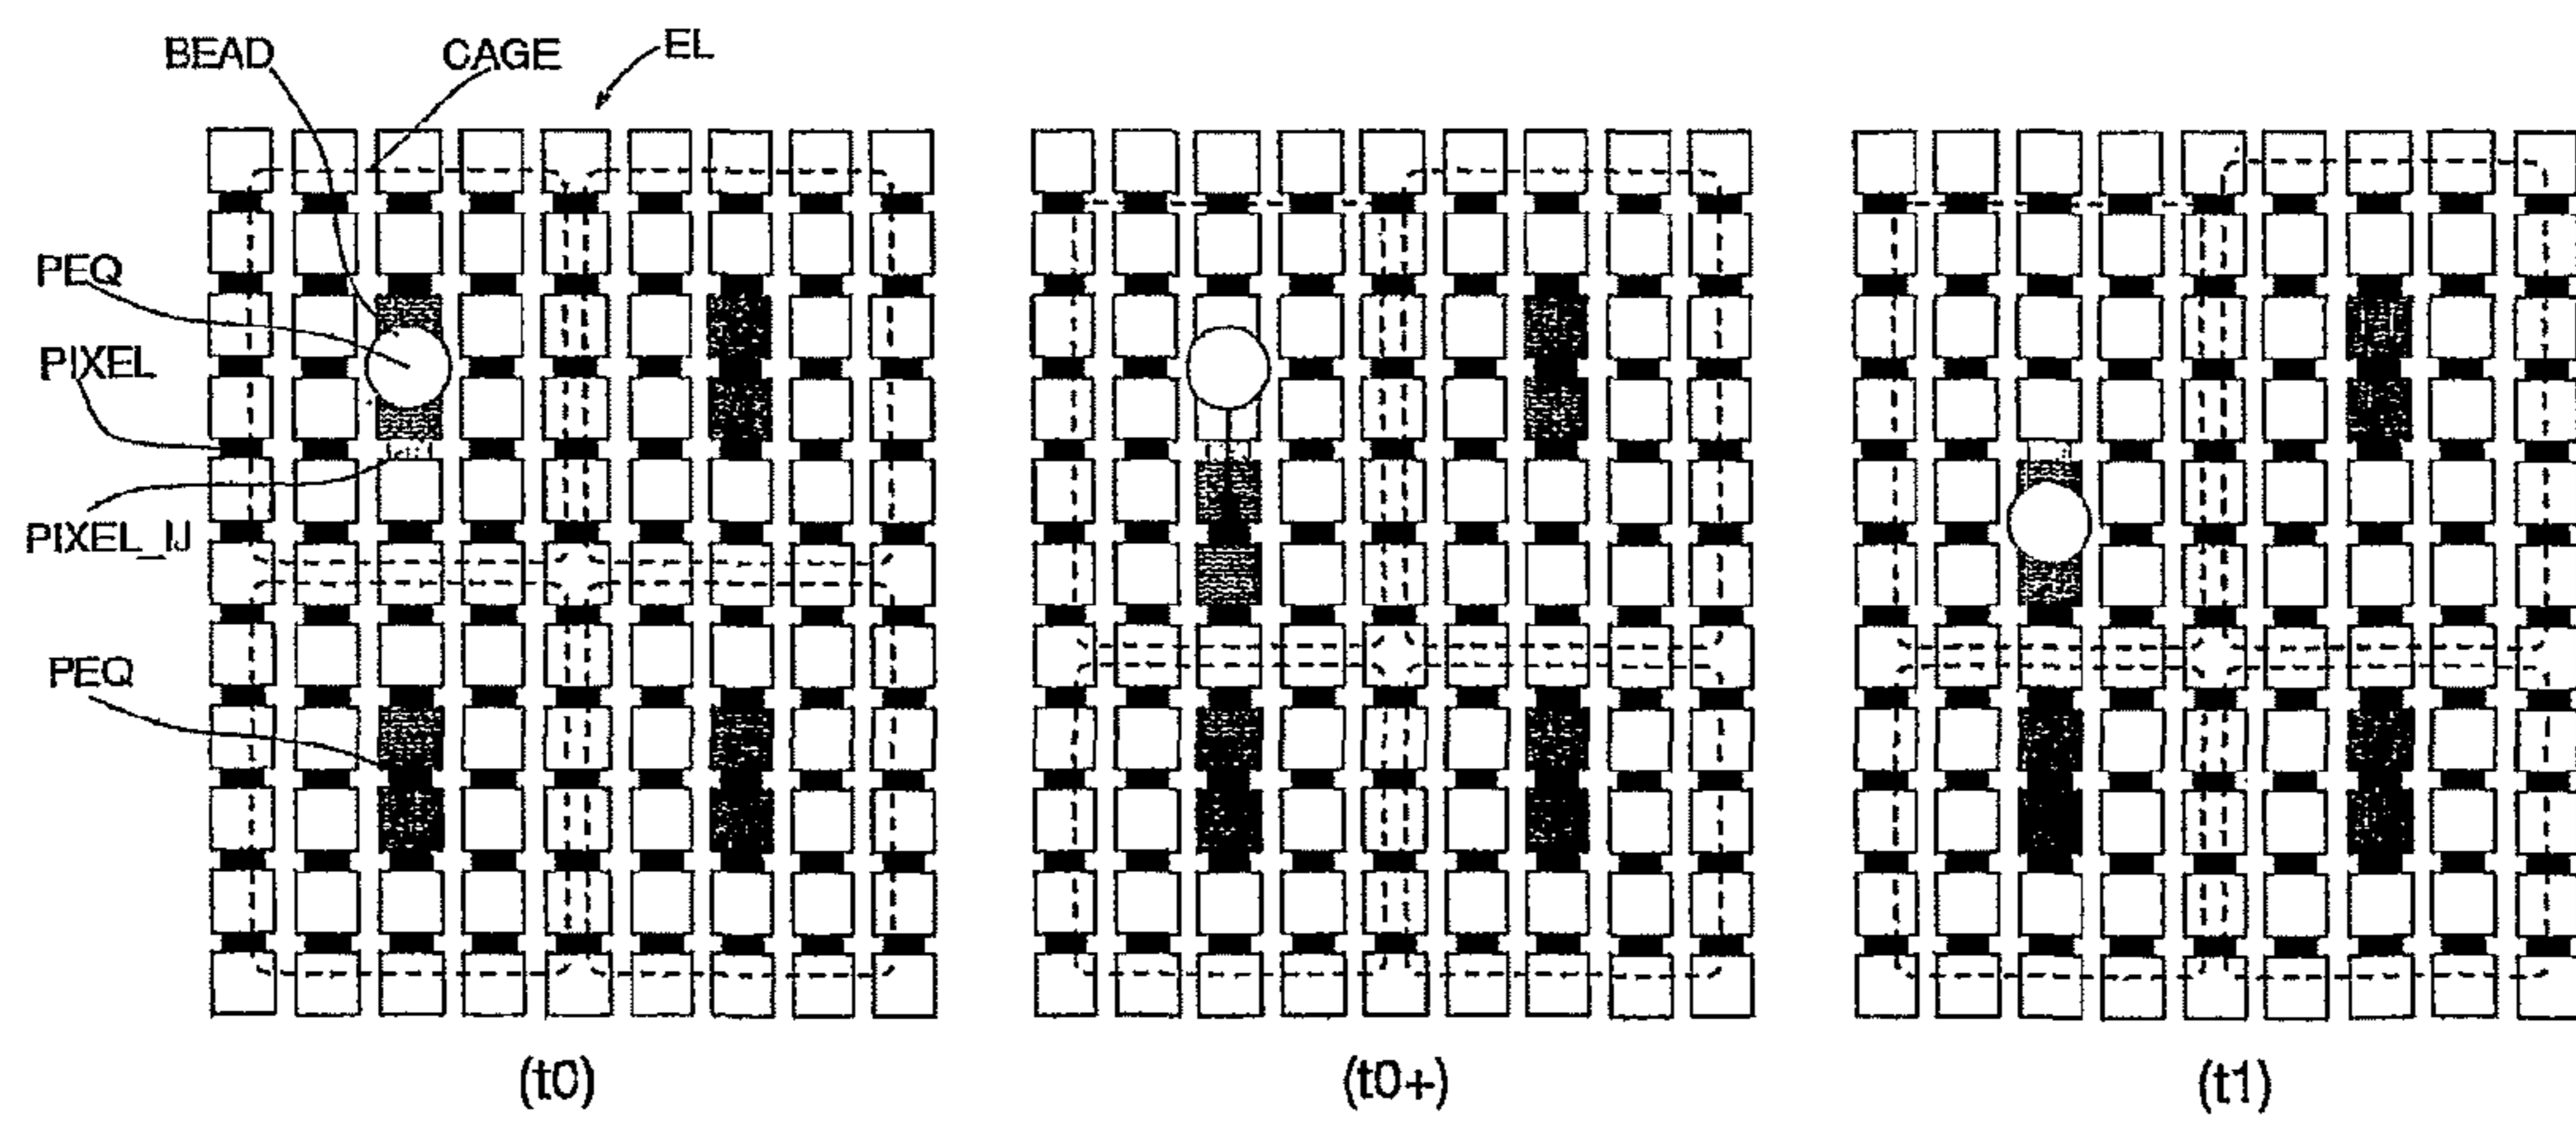 BEAD
CAGE
EL
PEQ
PIXEL
PIXEL_IJ
PEQ
(t0)
(t0+)
(t1)